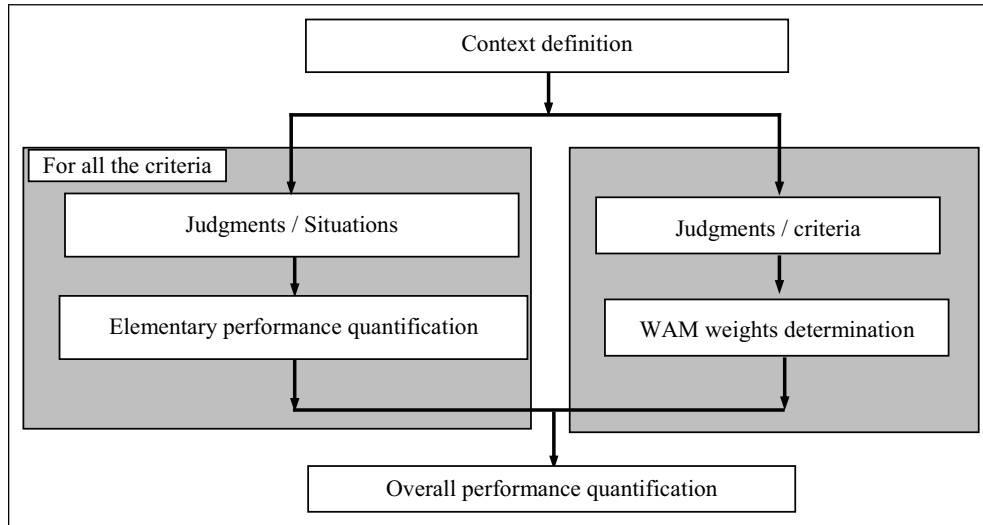 Context definition
For all the criteria
Judgments / Situations
Judgments / criteria
Elementary performance quantification
WAM weights determination
Overall performance quantification